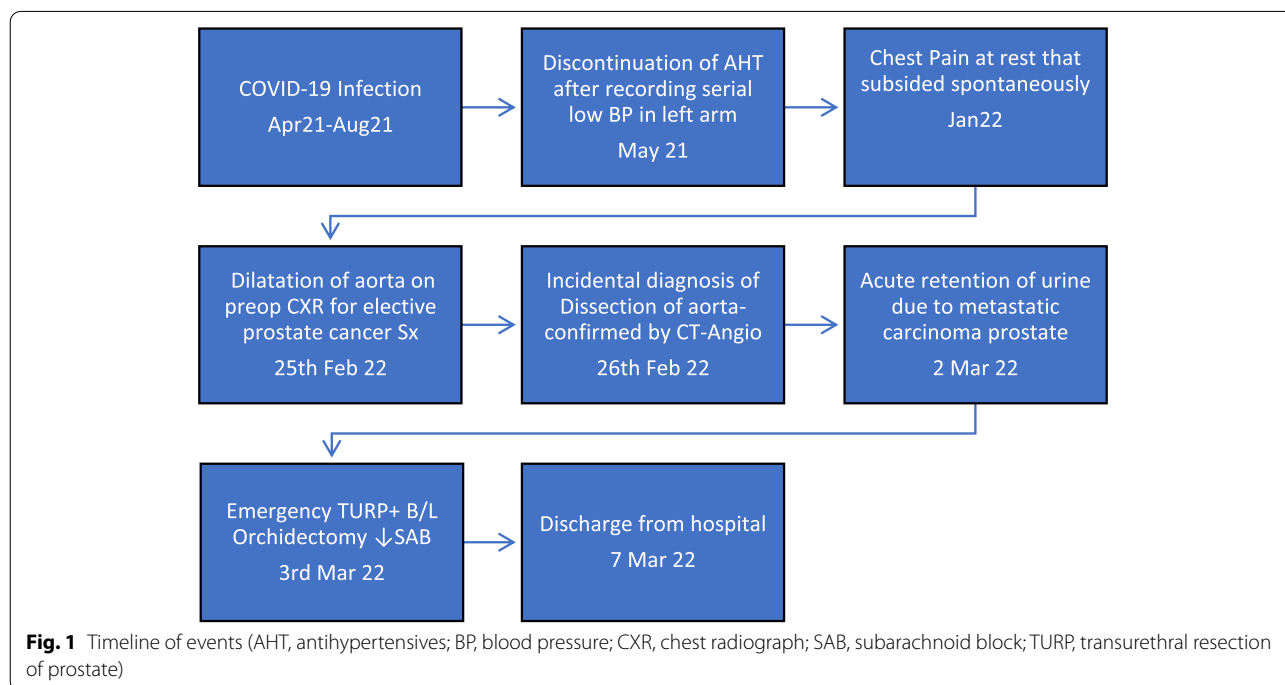 COVID-19 Infection
Apr21-Aug21
Discontinuation of AHT
after recording serial
low BP in left arm
May 21
Chest Pain at rest that
subsided spontaneously
Jan22
Dilatation of aorta on
preop CXR for elective
prostate cancer Sx
25th Feb 22
Incidental diagnosis of
Dissection of aorta-
confirmed by CT-Angio
26th Feb 22
Acute retention of urine
due to metastatic
carcinoma prostate
2 Mar 22
Emergency TURP+ B/L
Orchidectomy ↓SAB
3rd Mar 22
Discharge from hospital
7 Mar 22
Fig. 1 Timeline of events (AHT, antihypertensives; BP, blood pressure; CXR, chest radiograph; SAB, subarachnoid block; TURP, transurethral resection
of prostate)